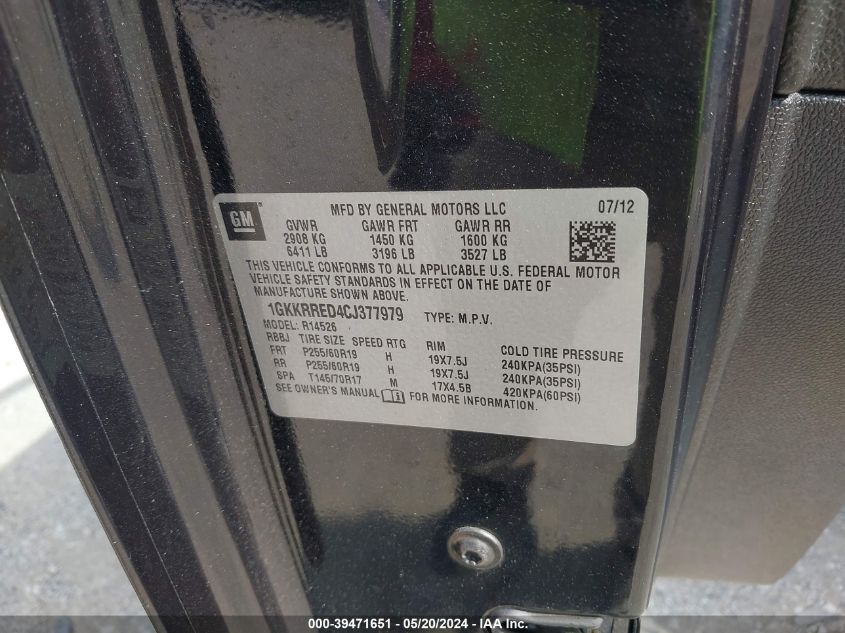 GM
MFD BY GENERAL MOTORS LLC 07/12
GVWR GAWR FRT GAWR RR
2908 KG 1450 KG 1600 KG
6411 LB 3196 LB 3527 LB
THIS VEHICLE CONFORMS TO ALL APPLICABLE U.S. FEDERAL MOTOR
VEHICLE SAFETY STANDARDS IN EFFECT ON THE DATE OF
MANUFACTURE SHOWN ABOVE.
1GKKRRED4CJ377979 TYPE: M.P.V.
MODEL: R14526
RBBJ TIRE SIZE SPEED RTG RIM COLD TIRE PRESSURE
FRT P255/60R19 H 19X7.5J 240KPA(35PSI)
RR P255/60R19 H 19X7.5J 240KPA(35PSI)
SPA T145/70R17 M 17X4.5B 420KPA(60PSI)
SEE OWNER'S MANUAL FOR MORE INFORMATION.
000-39471651 - 05/20/2024 - IAA Inc.